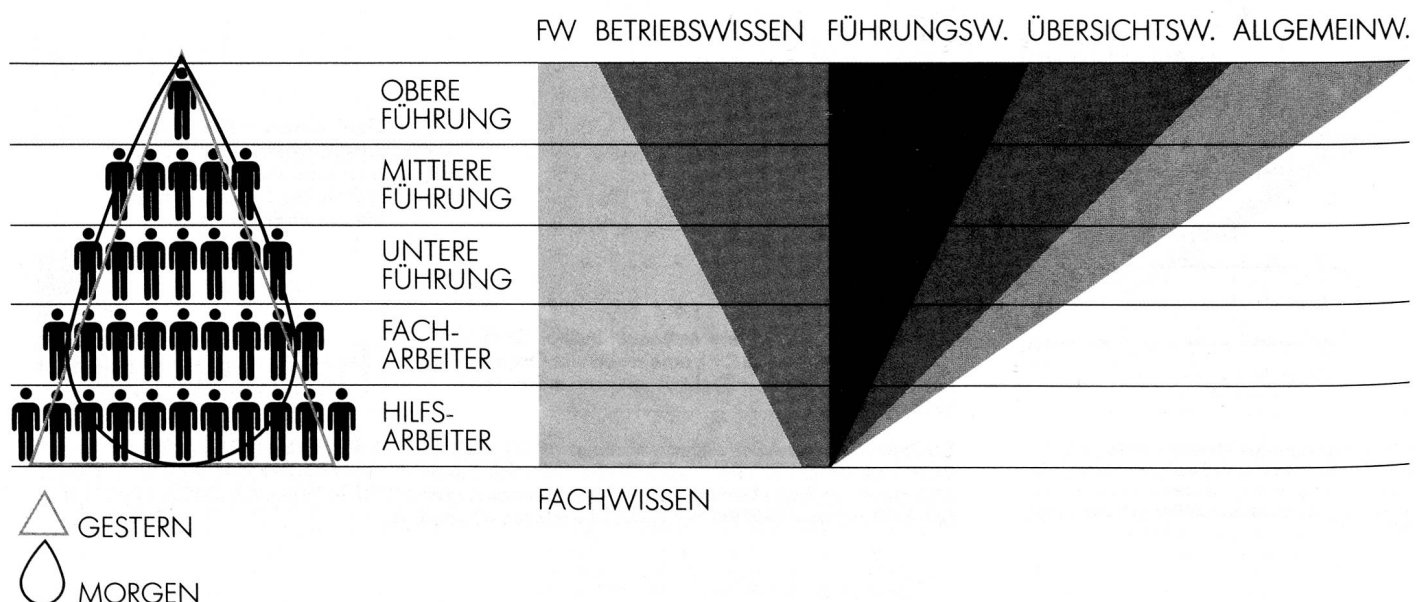 FW BETRIEBSWISSEN FÜHRUNGSW. ÜBERSICHTSW. ALLGEMEINW.
OBERE
FÜHRUNG
MITTLERE
FÜHRUNG
UNTERE
FÜHRUNG
FACH-
ARBEITER
HILFS-
ARBEITER
FACHWISSEN
GESTERN
MORGEN